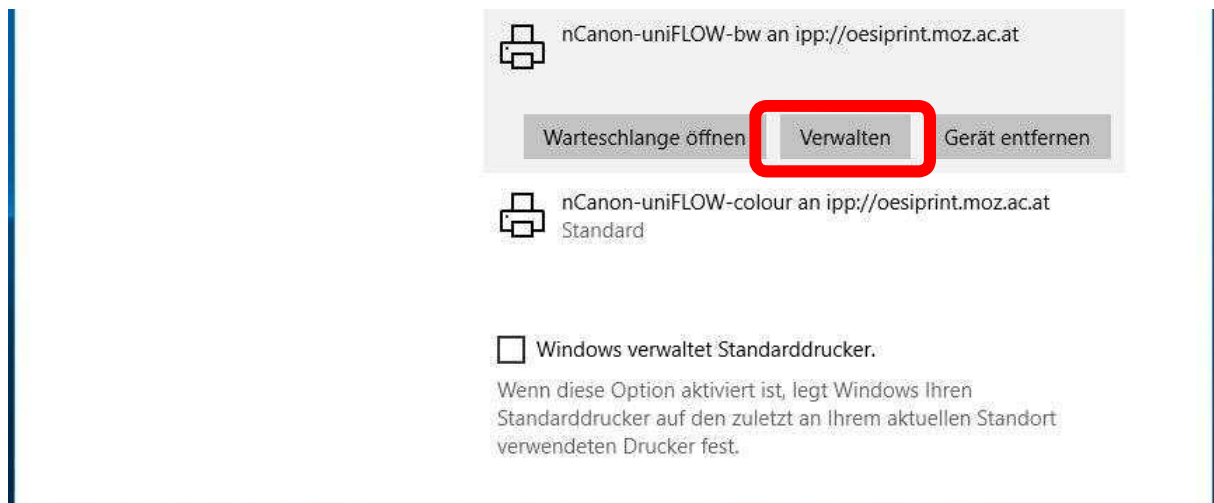 nCanon-uniFLOW-bw an ipp://oesiprint.moz.ac.at
Warteschlange öffnen Verwalten Gerät entfernen
nCanon-uniFLOW-colour an ipp://oesiprint.moz.ac.at
Standard
Windows verwaltet Standarddrucker.
Wenn diese Option aktiviert ist, legt Windows Ihren
Standarddrucker auf den zuletzt an Ihrem aktuellen Standort
verwendeten Drucker fest.